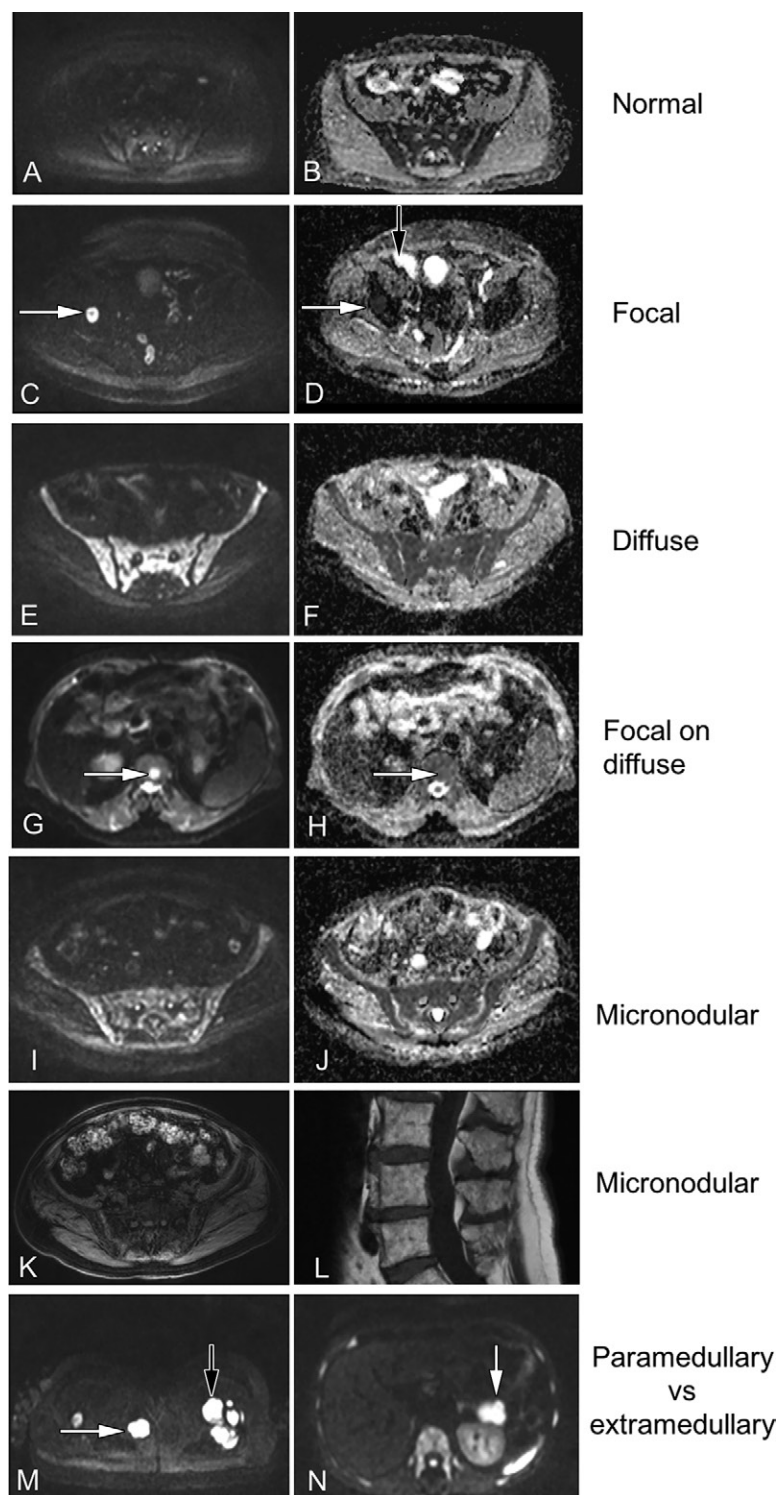 A
B
Normal
C
D
Focal
E
F
Diffuse
G
H
Focal on
diffuse
I
J
Micronodular
K
L
Micronodular
M
N
Paramedullary
vs
extramedullary